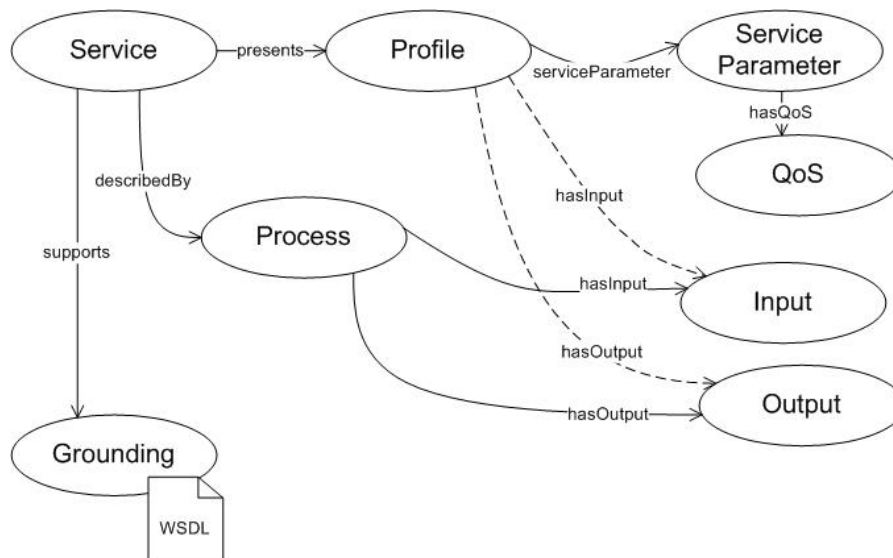 Service
presents
Profile
serviceParameter
Service
Parameter
hasQoS
QoS
describedBy
hasInput
Process
supports
hasInput
Input
hasOutput
hasOutput
Output
Grounding
WSDL